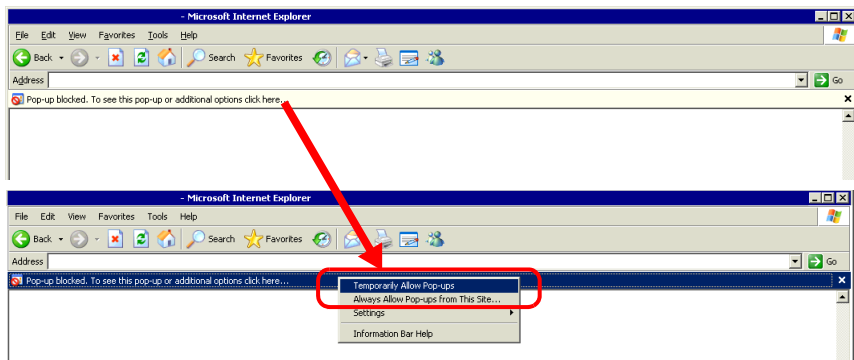 - Microsoft Internet Explorer
File Edit View Favorites Tools Help
Back Search Favorites
Address Go
Pop-up blocked. To see this pop-up or additional options click here...
- Microsoft Internet Explorer
File Edit View Favorites Tools Help
Back Search Favorites
Address Go
Pop-up blocked. To see this pop-up or additional options click here...
Temporarily Allow Pop-ups
Always Allow Pop-ups from This Site...
Settings
Information Bar Help